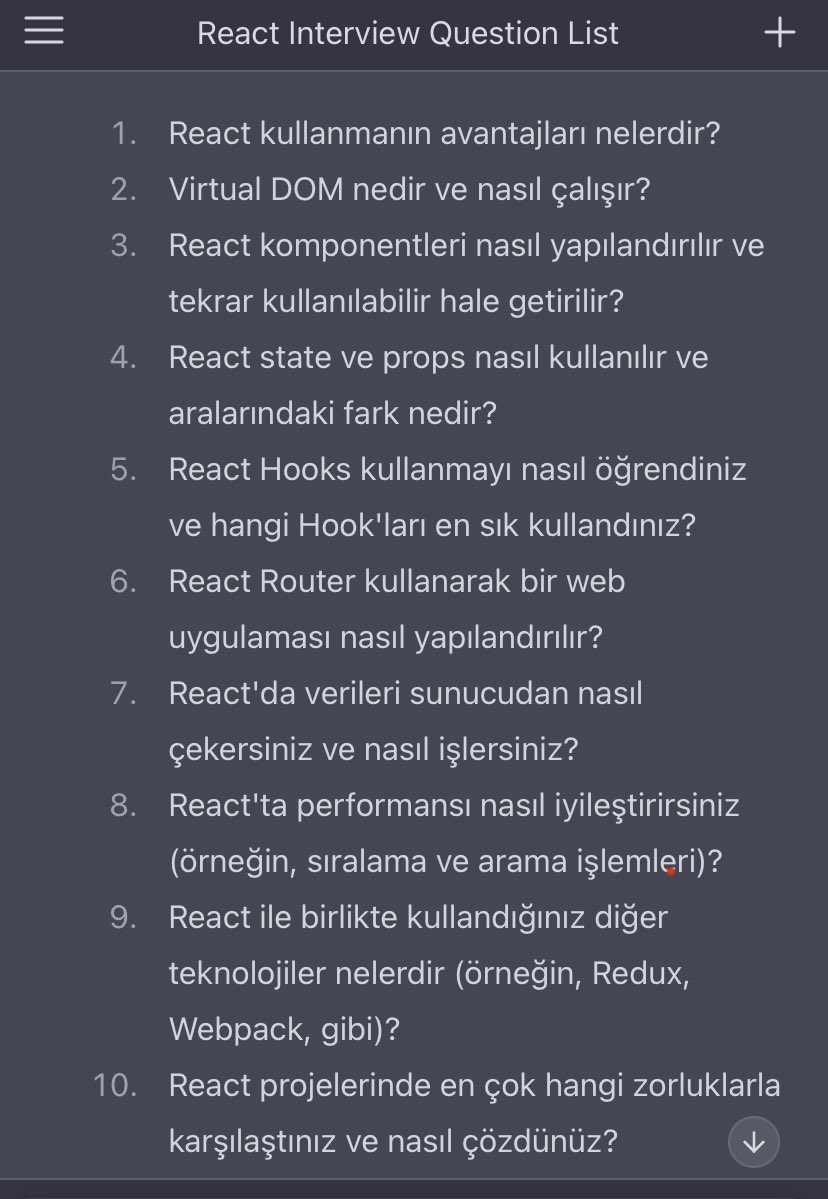 React Interview Question List
1. React kullanmanın avantajları nelerdir?
2. Virtual DOM nedir ve nasıl çalışır?
3. React komponentleri nasıl yapılandırılır ve
tekrar kullanılabilir hale getirilir?
4. React state ve props nasıl kullanılır ve
aralarındaki fark nedir?
5. React Hooks kullanmayı nasıl öğrendiniz
ve hangi Hook'ları en sık kullandınız?
6. React Router kullanarak bir web
uygulaması nasıl yapılandırılır?
7. React'da verileri sunucudan nasıl
çekersiniz ve nasıl işlersiniz?
8. React'ta performansı nasıl iyileştirirsiniz
(örneğin, sıralama ve arama işlemleri)?
9. React ile birlikte kullandığınız diğer
teknolojiler nelerdir (örneğin, Redux,
Webpack, gibi)?
10. React projelerinde en çok hangi zorluklarla
karşılaştınız ve nasıl çözdünüz?